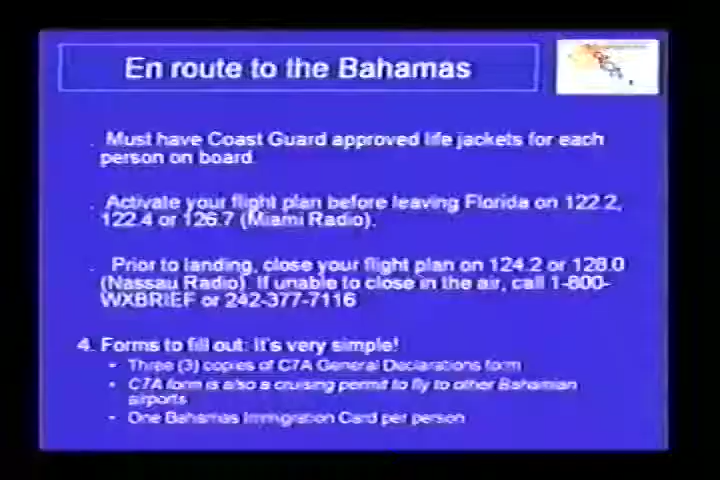 En route to the Bahamas
. Must have Coast Guard approved life jackets for each
person on board
. Activate your flight plan before leaving Florida on 122.2,
122.4 or 126.7 (Miami Radio).
. Prior to landing, close your flight plan on 124.2 or 128.0
(Nassau Radio). If unable to close in the air, call 1-800-
WXBRIEF or 242-377-7116
4. Forms to fill out: It's very simple!
• Three (3) copies of C7A General Declarations form
• C7A form is also a cruising permit to fly to other Bahamian
airports
• One Bahamas Immigration Card per person